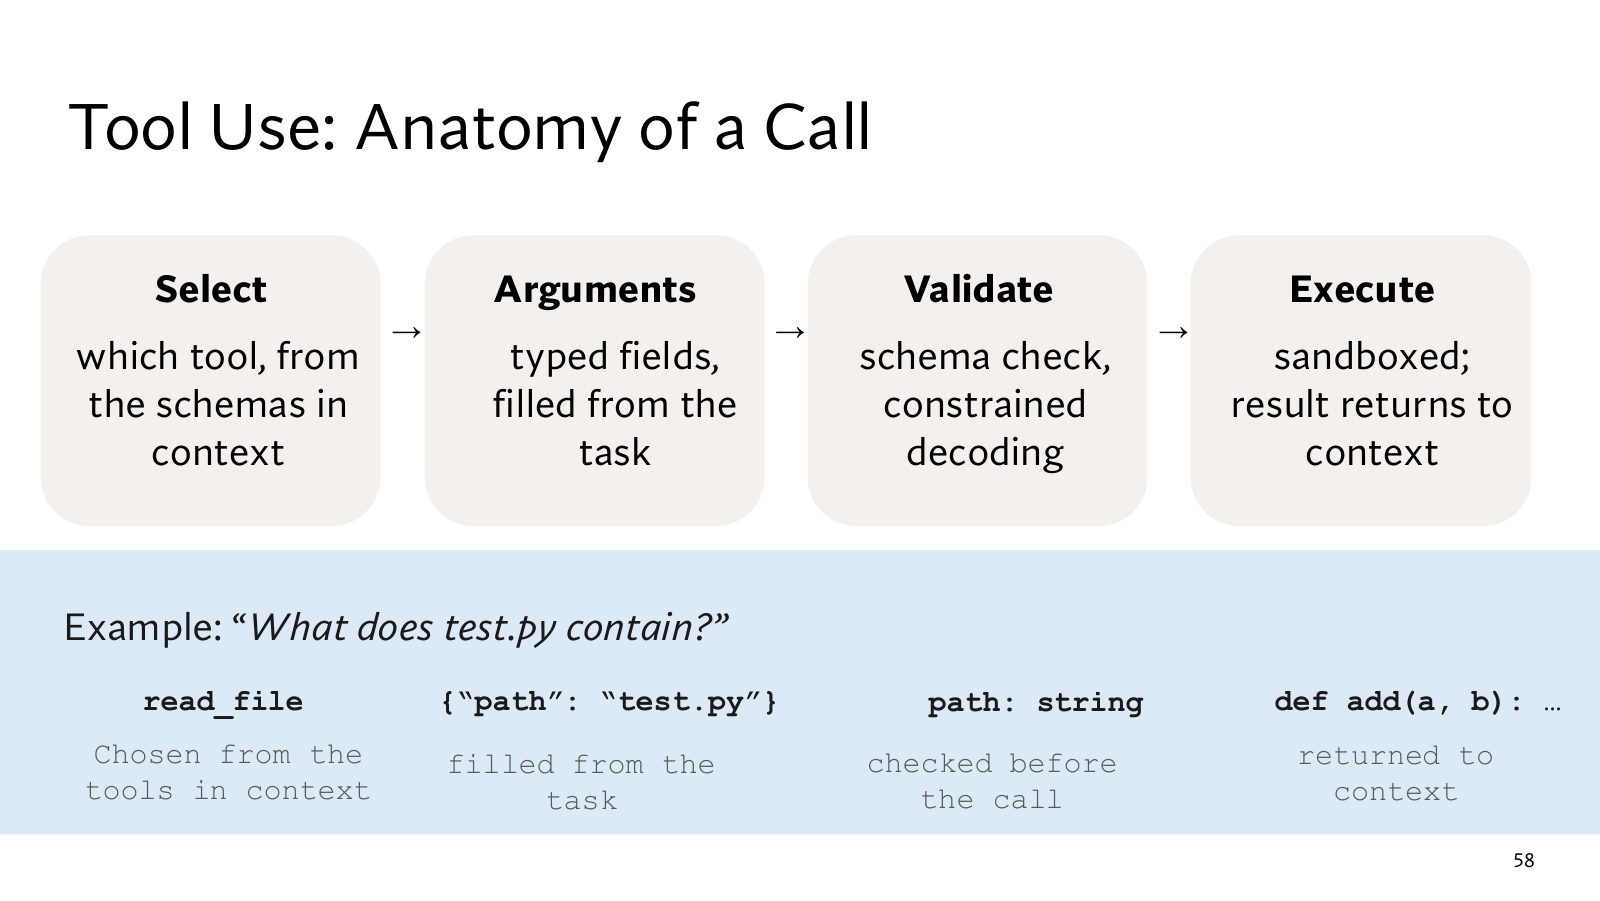 Tool Use: Anatomy of a Call
Select
which tool, from
the schemas in
context
→
Arguments
typed fields,
filled from the
task
→
Validate
schema check,
constrained
decoding
→
Execute
sandboxed;
result returns to
context
Example: “What does test.py contain?”
read_file
Chosen from the
tools in context
{“path”: “test.py”}
filled from the
task
path: string
checked before
the call
def add(a, b): …
returned to
context
58